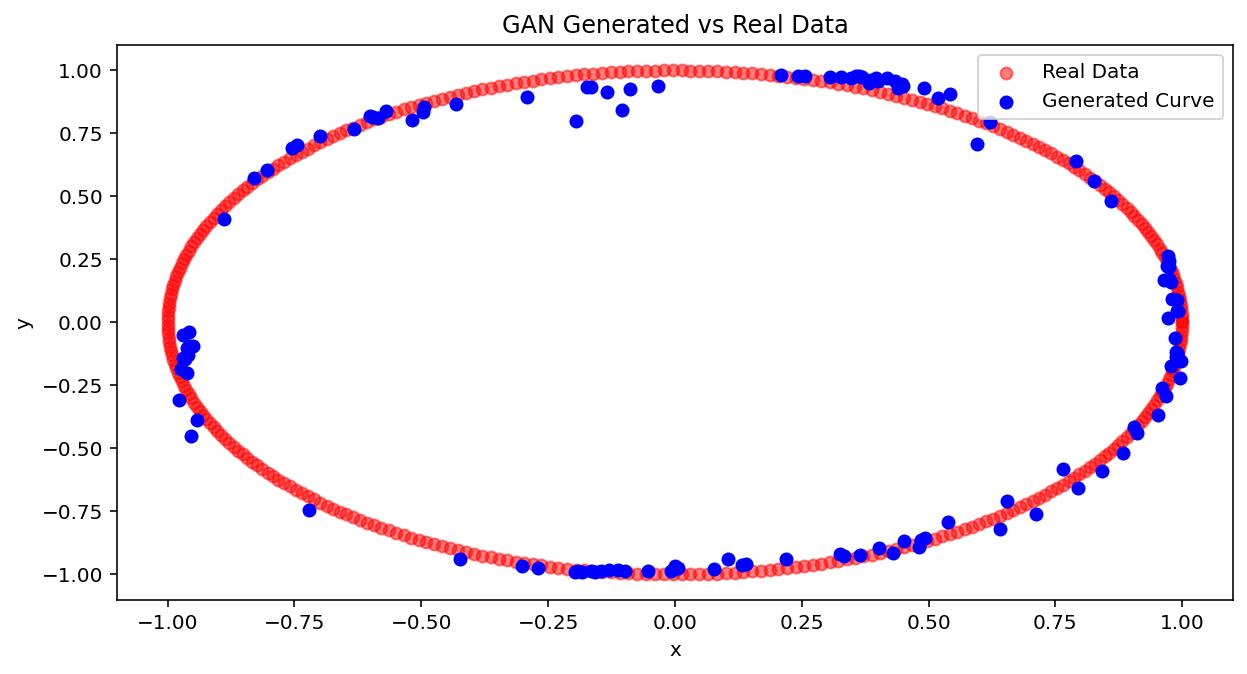 GAN Generated vs Real Data
Real Data
Generated Curve
y
1.00
0.75
0.50
0.25
0.00
−0.25
−0.50
−0.75
−1.00
−1.00 −0.75 −0.50 −0.25 0.00 0.25 0.50 0.75 1.00
x